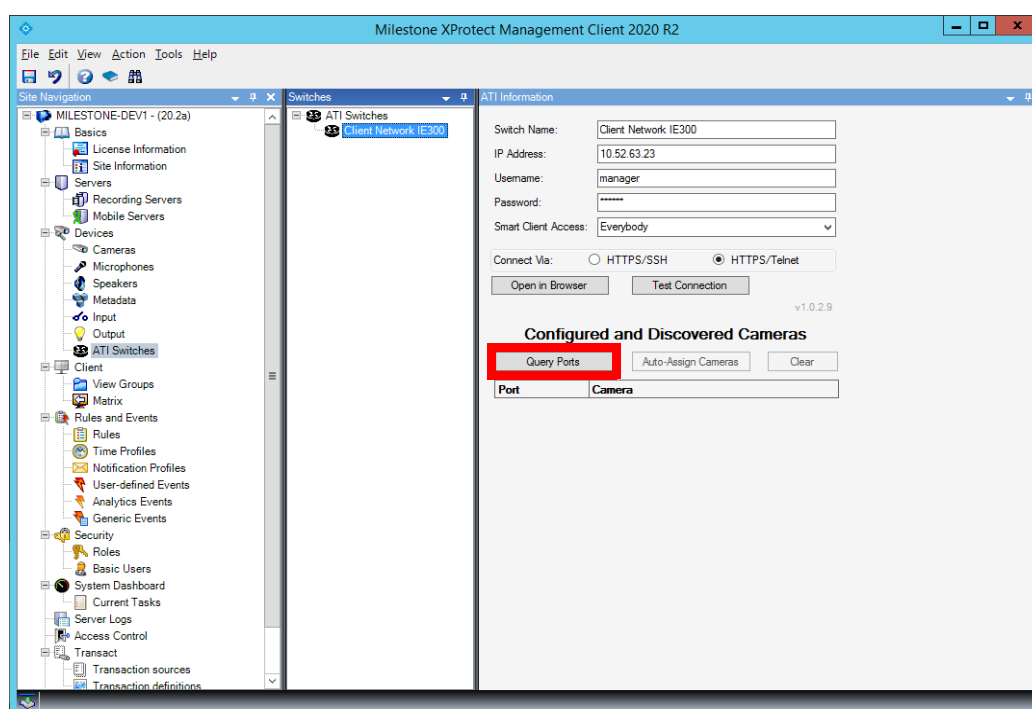 Milestone XProtect Management Client 2020 R2
File Edit View Action Tools Help
Site Navigation
MILESTONE-DEV1 - (20.2a)
Basics
License Information
Site Information
Servers
Recording Servers
Mobile Servers
Devices
Cameras
Microphones
Speakers
Metadata
Input
Output
ATI Switches
Client
View Groups
Matrix
Rules and Events
Rules
Time Profiles
Notification Profiles
User-defined Events
Analytics Events
Generic Events
Security
Roles
Basic Users
System Dashboard
Current Tasks
Server Logs
Access Control
Transact
Transaction sources
Transaction definitions
Switches
ATI Switches
Client Network IE300
ATI Information
Switch Name: Client Network IE300
IP Address: 10.52.63.23
Username: manager
Password: ******
Smart Client Access: Everybody
Connect Via: HTTPS/SSH HTTPS/Telnet
Open in Browser Test Connection
v1.0.2.9
Configured and Discovered Cameras
Query Ports Auto-Assign Cameras Clear
Port Camera